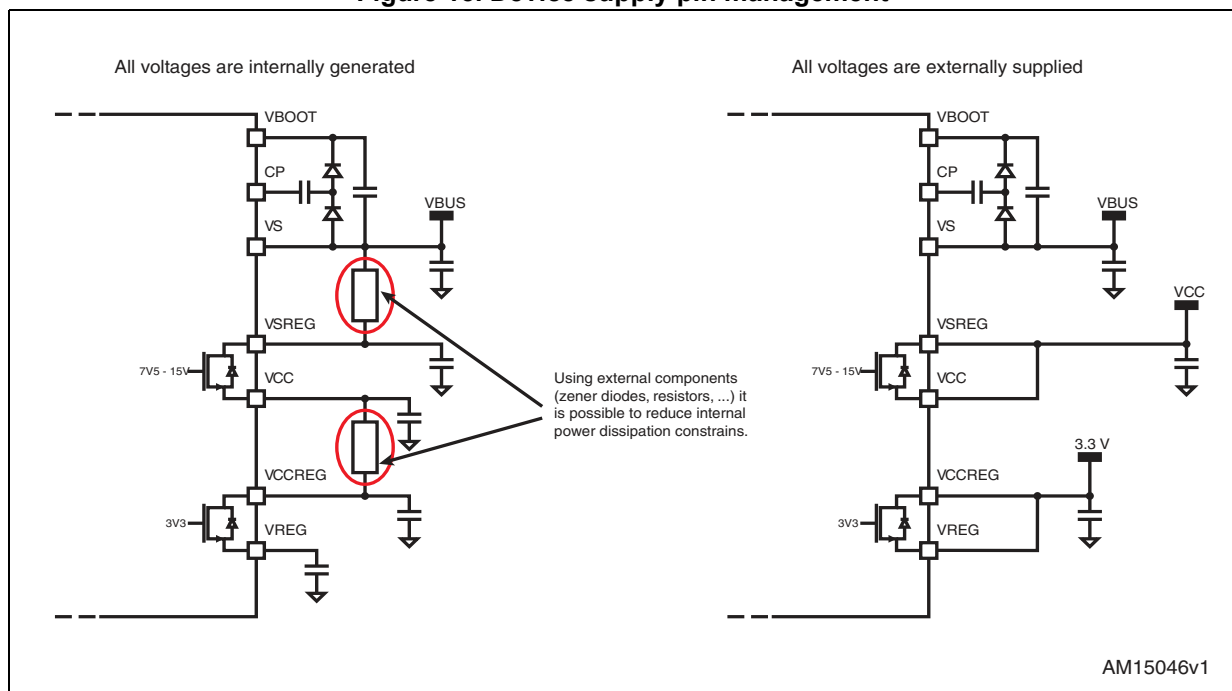 All voltages are internally generated
VBOOT
CP
VS
VBUS
VSREG
7V5 - 15V
VCC
VCCREG
3V3
VREG
Using external components
(zener diodes, resistors, ...) it
is possible to reduce internal
power dissipation constrains.
All voltages are externally supplied
VBOOT
CP
VS
VBUS
VCC
VSREG
7V5 - 15V
VCC
3.3 V
VCCREG
3V3
VREG
AM15046v1